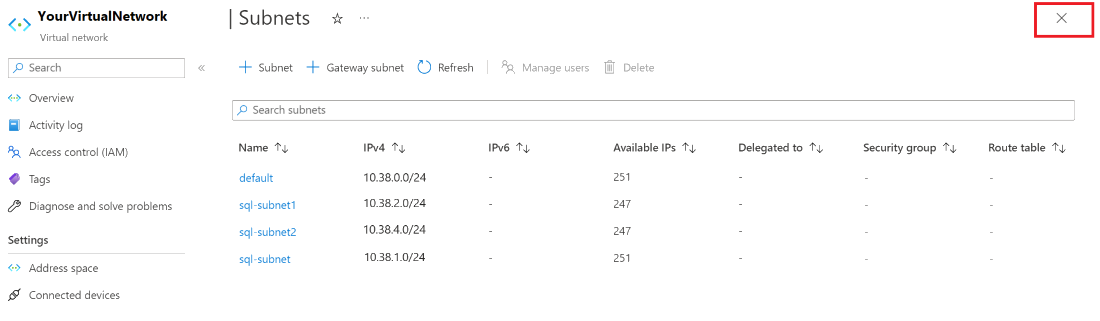 YourVirtualNetwork
Virtual network
| Subnets ☆ ...
Search «
+ Subnet + Gateway subnet Refresh Manage users Delete
Overview
Activity log
Access control (IAM)
Tags
Diagnose and solve problems
Settings
Address space
Connected devices
Search subnets
Name ↑↓ IPv4 ↑↓ IPv6 ↑↓ Available IPs ↑↓ Delegated to ↑↓ Security group ↑↓ Route table ↑↓
default 10.38.0.0/24 - 251 - - -
sql-subnet1 10.38.2.0/24 - 247 - - -
sql-subnet2 10.38.4.0/24 - 247 - - -
sql-subnet 10.38.1.0/24 - 251 - - -